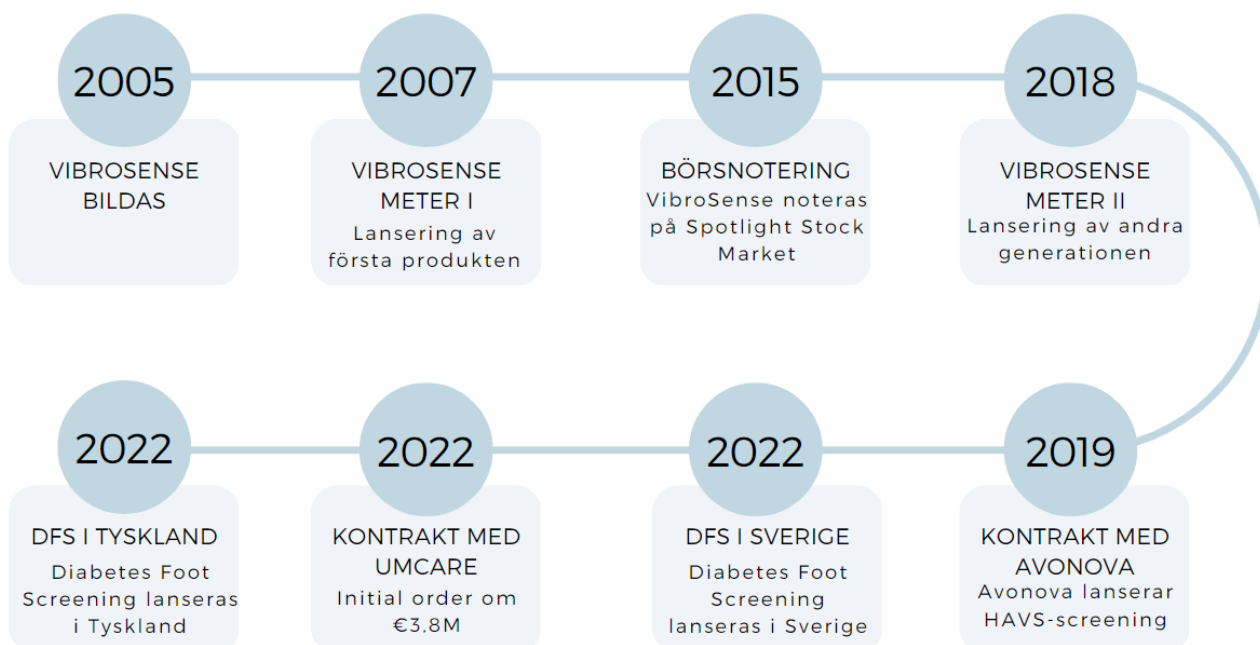 2005
VIBROSENSE
BILDAS
2007
VIBROSENSE
METER I
Lansering av
första produkten
2015
BÖRSNOTERING
VibroSense noteras
på Spotlight Stock
Market
2018
VIBROSENSE
METER II
Lansering av andra
generationen
2019
KONTRAKT MED
AVONOVA
Avonova lanserar
HAVS-screening
2022
DFS I SVERIGE
Diabetes Foot
Screening
lanseras i Sverige
2022
KONTRAKT MED
UMCARE
Initial order om
€3,8M
2022
DFS I TYSKLAND
Diabetes Foot
Screening lanseras
i Tyskland